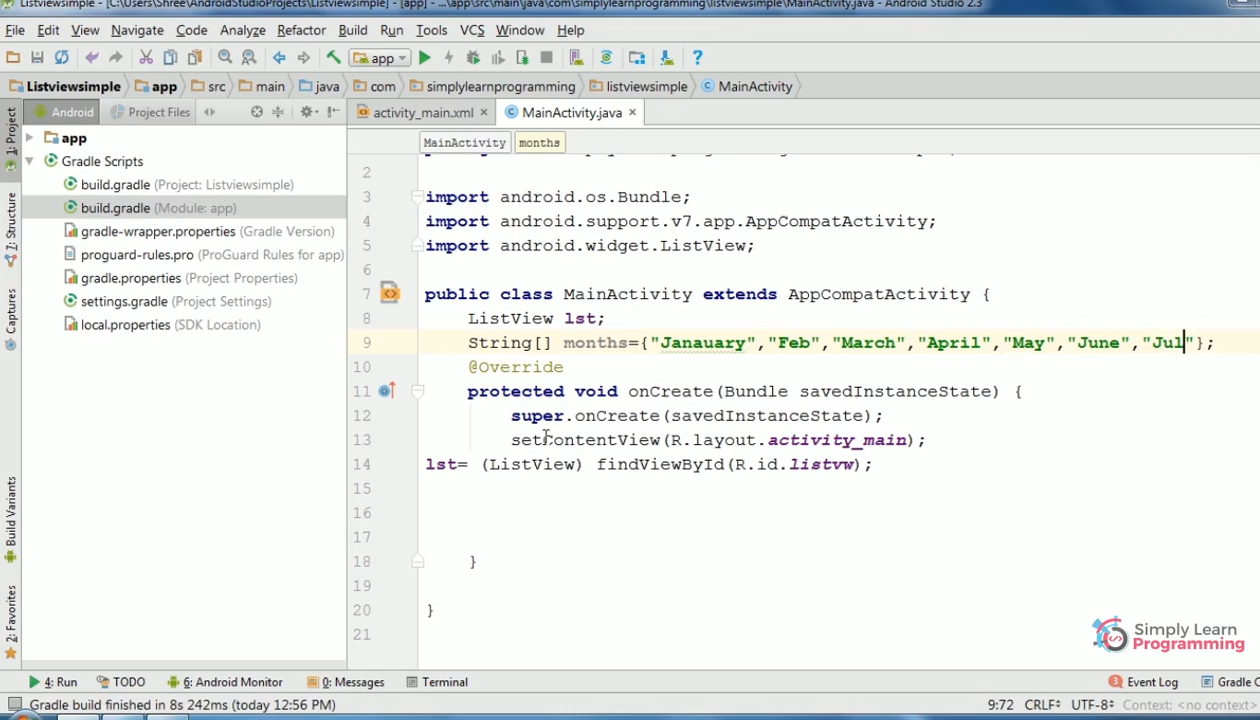 Listviewsimple - [C:\Users\Shree\AndroidStudioProjects\Listviewsimple] - [app] - ...\app\src\main\java\com\simplylearnprogramming\listviewsimple\MainActivity.java - Android Studio 2.3
File Edit View Navigate Code Analyze Refactor Build Run Tools VCS Window Help
app
Listviewsimple app src main java com simplylearnprogramming listviewsimple MainActivity
Android Project Files activity_main.xml MainActivity.java
1: Project
7: Structure
Captures
Build Variants
2: Favorites
app
Gradle Scripts
build.gradle (Project: Listviewsimple)
build.gradle (Module: app)
gradle-wrapper.properties (Gradle Version)
proguard-rules.pro (ProGuard Rules for app)
gradle.properties (Project Properties)
settings.gradle (Project Settings)
local.properties (SDK Location)
MainActivity months
2
3 import android.os.Bundle;
4 import android.support.v7.app.AppCompatActivity;
5 import android.widget.ListView;
6
7 public class MainActivity extends AppCompatActivity {
8 ListView lst;
9 String[] months={"Janauary","Feb","March","April","May","June","Jul"};
10 @Override
11 protected void onCreate(Bundle savedInstanceState) {
12 super.onCreate(savedInstanceState);
13 setContentView(R.layout.activity_main);
14 lst= (ListView) findViewById(R.id.listvw);
15
16
17
18 }
19
20 }
21
Simply Learn
Programming
4: Run TODO 6: Android Monitor 0: Messages Terminal 3 Event Log Gradle C
Gradle build finished in 8s 242ms (today 12:56 PM) 9:72 CRLF UTF-8 Context: <no context>